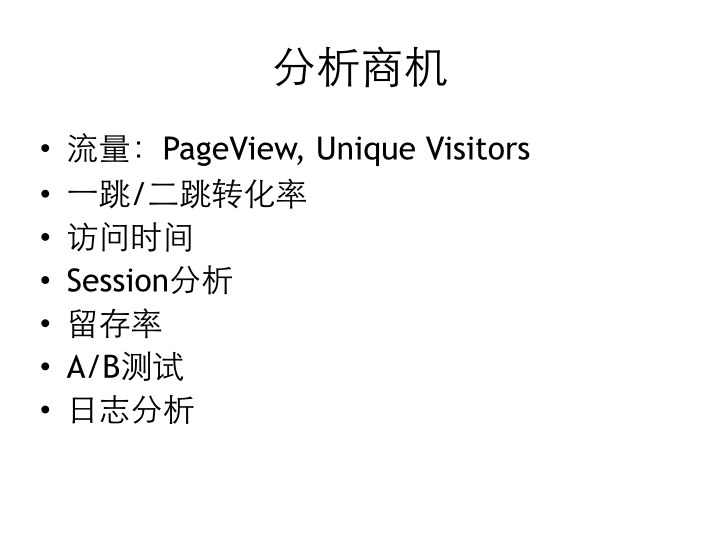 分析商机
• 流量：PageView, Unique Visitors
• 一跳/二跳转化率
• 访问时间
• Session分析
• 留存率
• A/B测试
• 日志分析